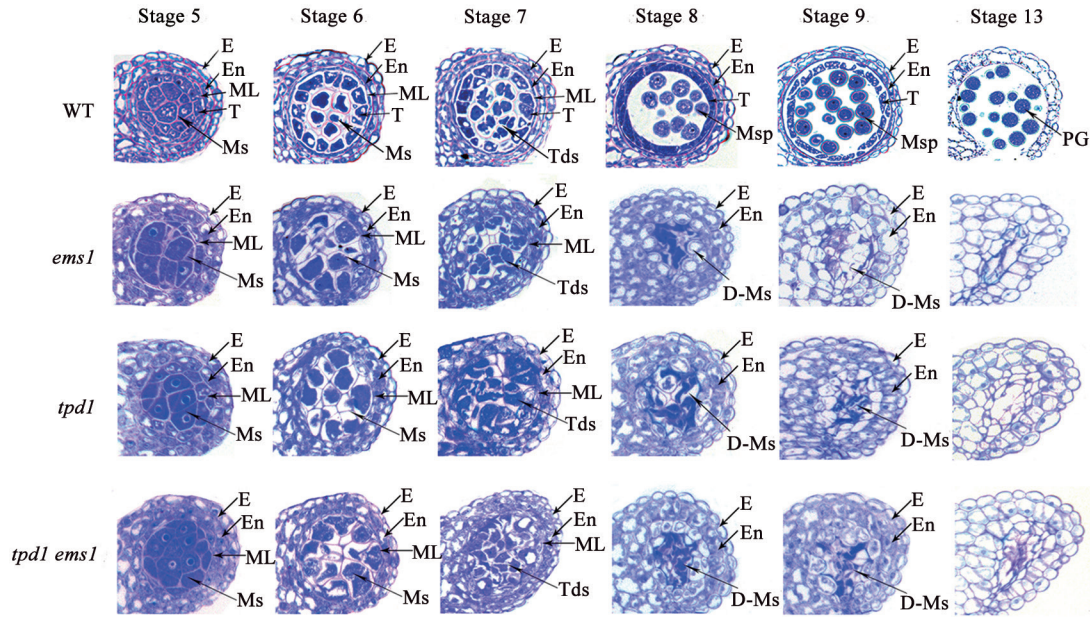 Stage 5 Stage 6 Stage 7 Stage 8 Stage 9 Stage 13
WT
E En ML T Ms
E En ML T Ms
E En ML T Tds
E En T Msp
E En T Msp
PG
ems1
E En ML Ms
E En ML Ms
E En ML Tds
E En D-Ms
E En D-Ms
tpd1
E En ML Ms
E En ML Ms
E En ML Tds
E En D-Ms
E En D-Ms
tpd1 ems1
E En ML Ms
E En ML Ms
E En ML Tds
E En D-Ms
E En D-Ms